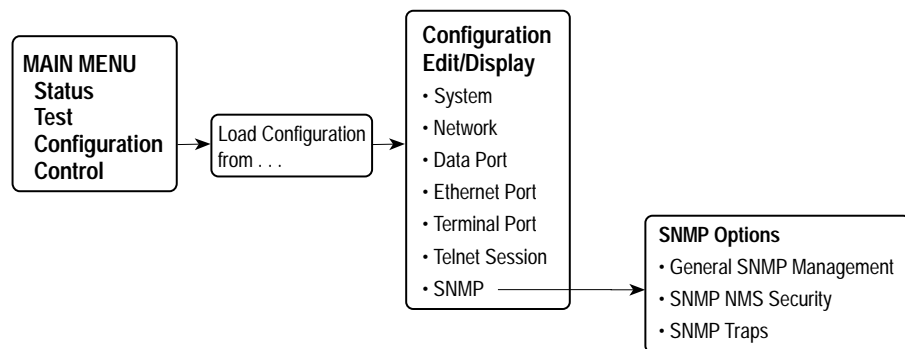 MAIN MENU
Status
Test
Configuration
Control
Load Configuration
from . . .
Configuration
Edit/Display
• System
• Network
• Data Port
• Ethernet Port
• Terminal Port
• Telnet Session
• SNMP
SNMP Options
• General SNMP Management
• SNMP NMS Security
• SNMP Traps